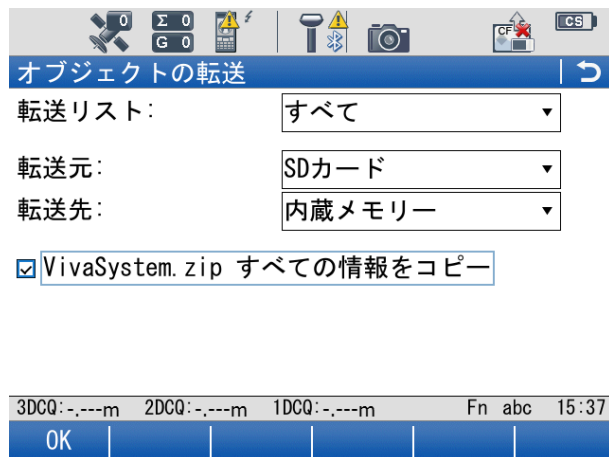 0 Σ 0 CF CS
G 0
オブジェクトの転送
転送リスト: すべて
転送元: SDカード
転送先: 内蔵メモリー
VivaSystem.zip すべての情報をコピー
3DCQ:-.---m 2DCQ:-.---m 1DCQ:-.---m Fn abc 15:37
OK